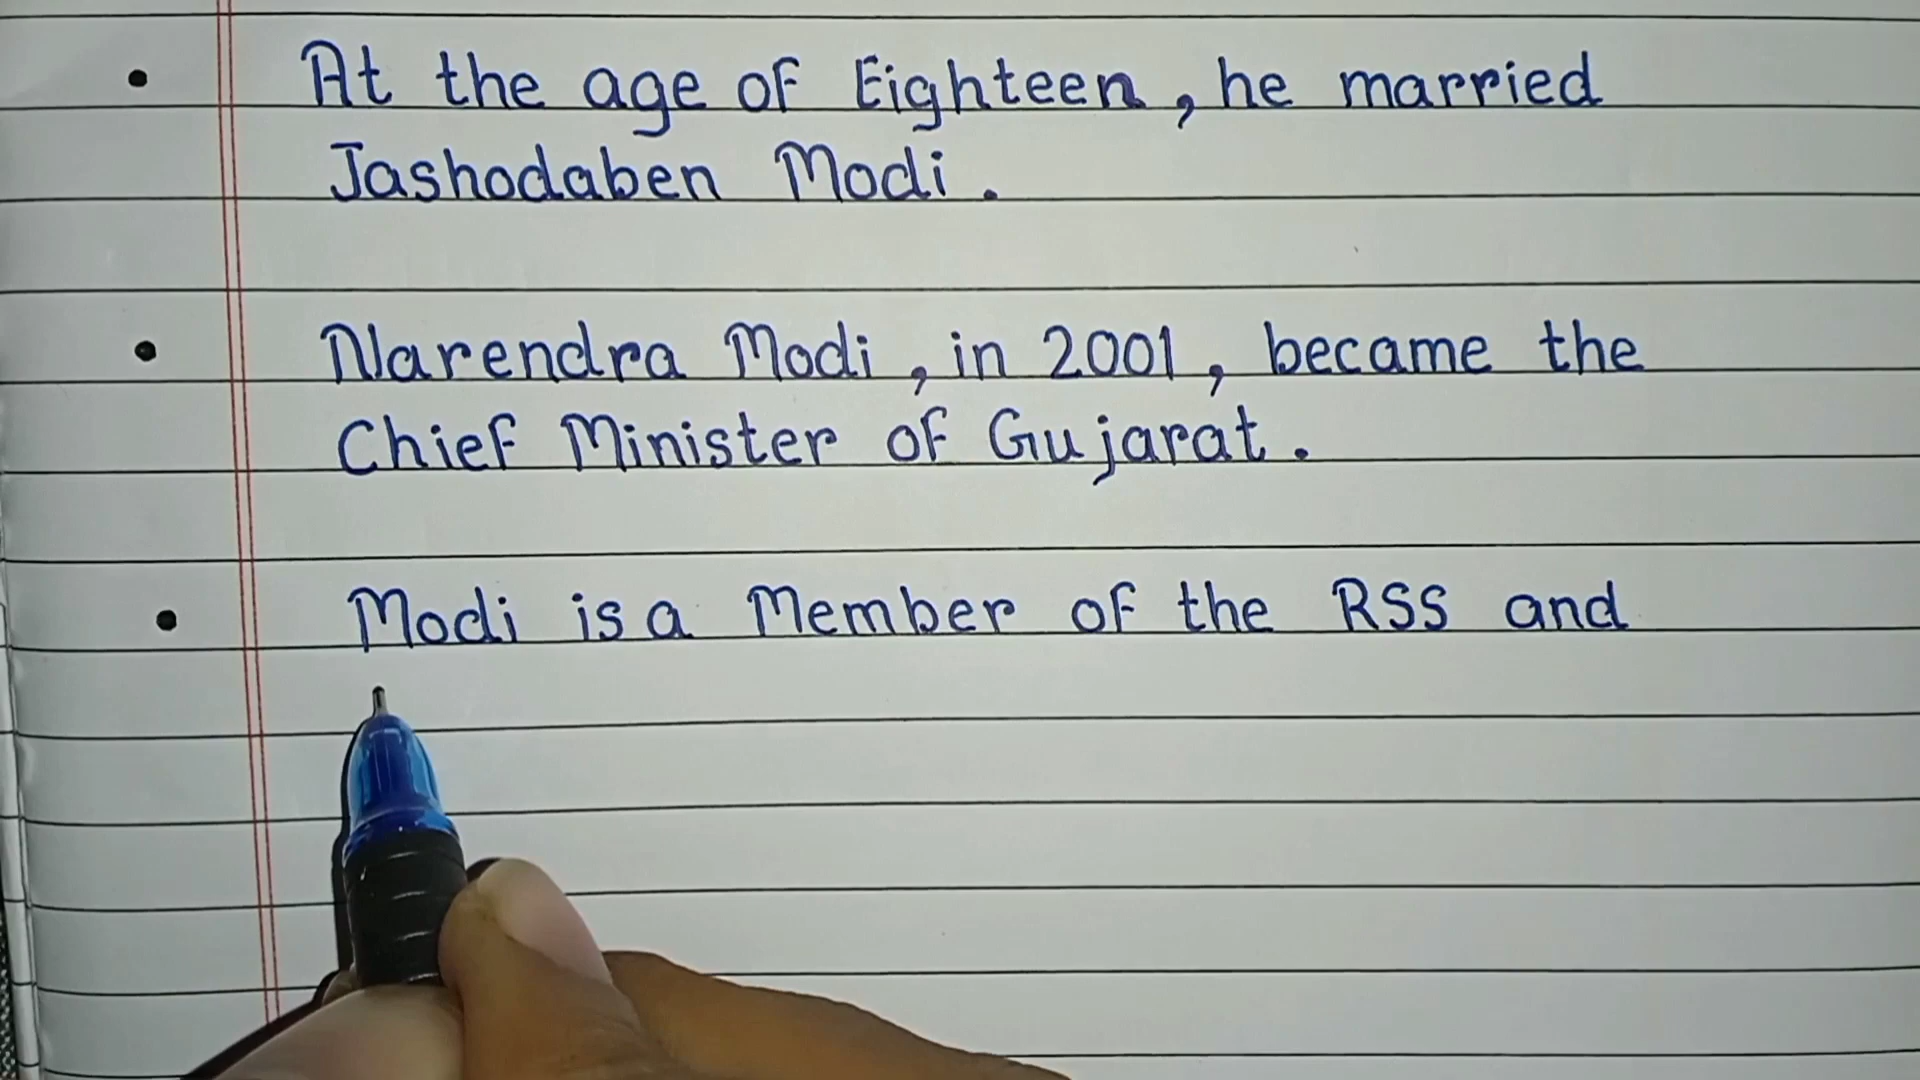 • At the age of Eighteen, he married
Jashodaben Modi.
• Narendra Modi, in 2001, became the
Chief Minister of Gujarat.
• Modi is a Member of the RSS and